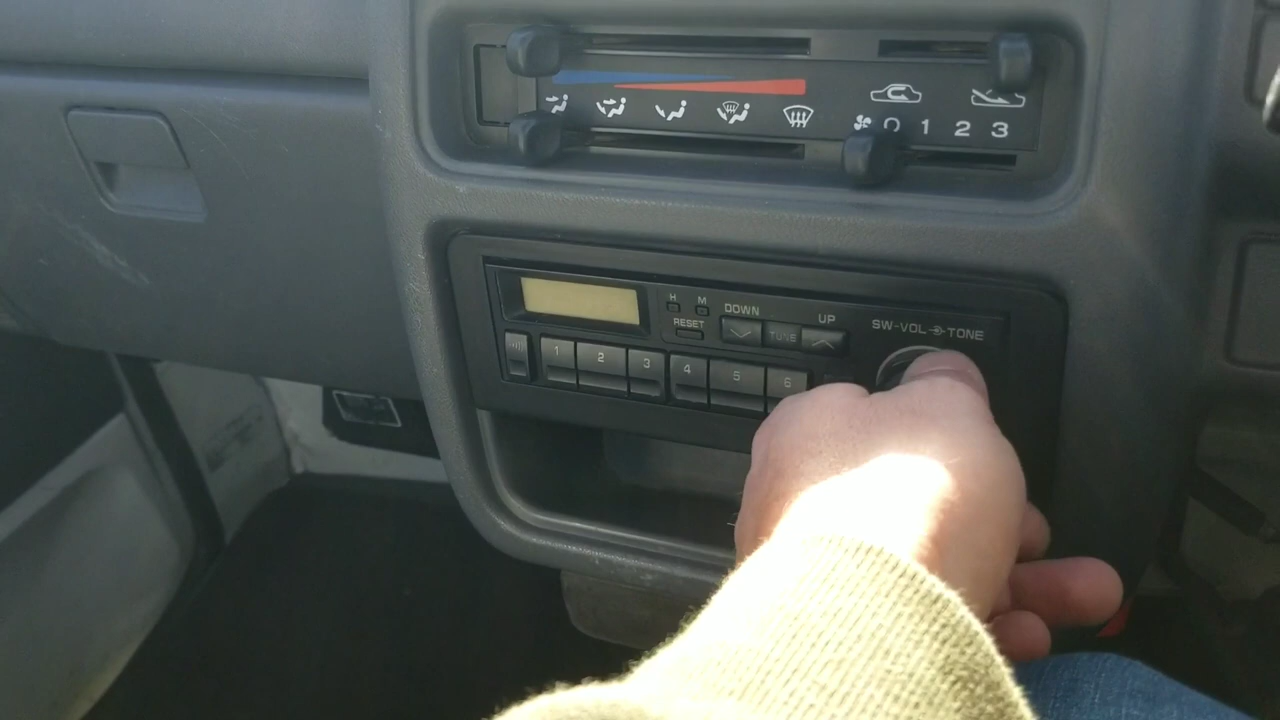 0 1 2 3
H M DOWN UP
RESET TUNE
SW-VOL TONE
1 2 3 4 5 6